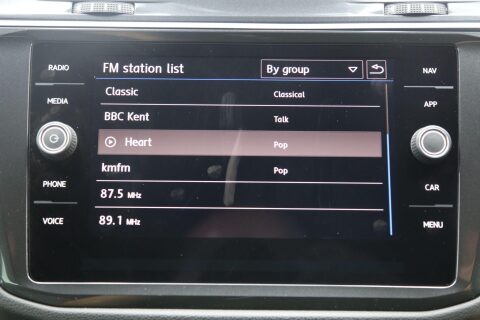 RADIO
MEDIA
PHONE
VOICE
FM station list
By group
Classic Classical
BBC Kent Talk
Heart Pop
kmfm Pop
87.5 MHz
89.1 MHz
NAV
APP
CAR
MENU